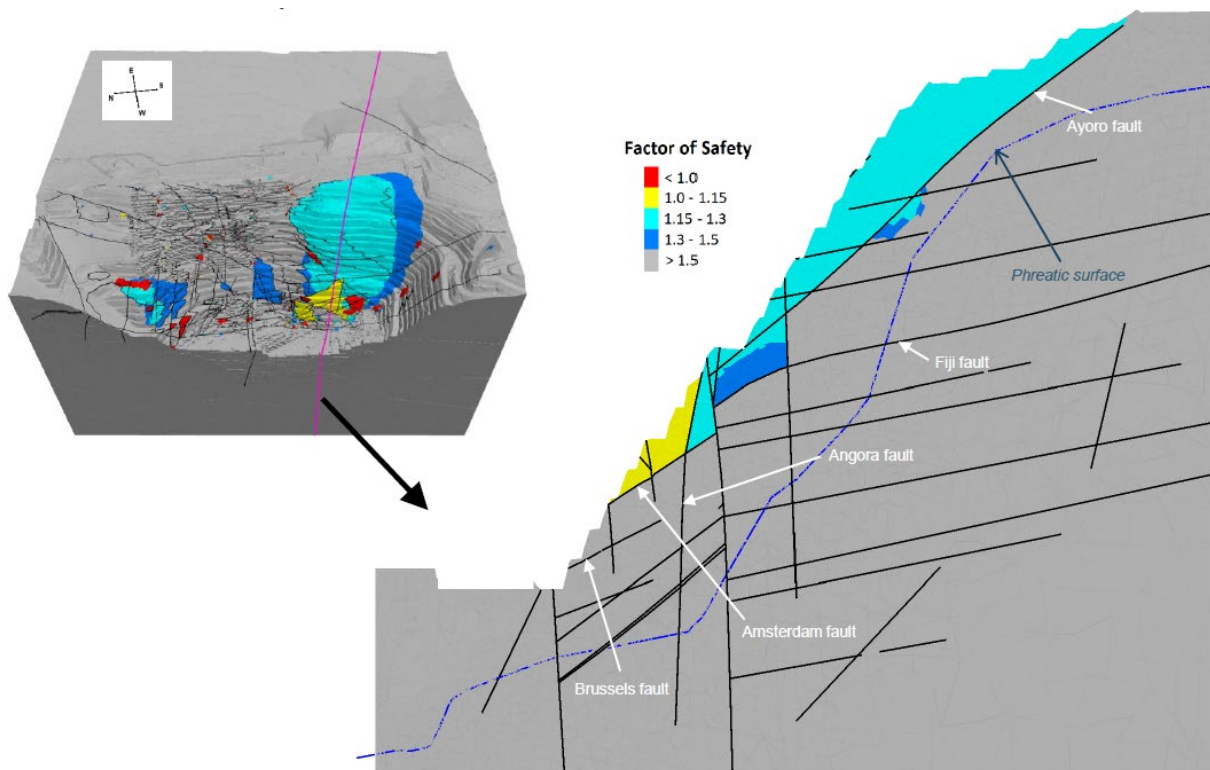 E
N
S
W
Factor of Safety
< 1.0
1.0 - 1.15
1.15 - 1.3
1.3 - 1.5
> 1.5
Ayoro fault
Phreatic surface
Fiji fault
Angora fault
Amsterdam fault
Brussels fault